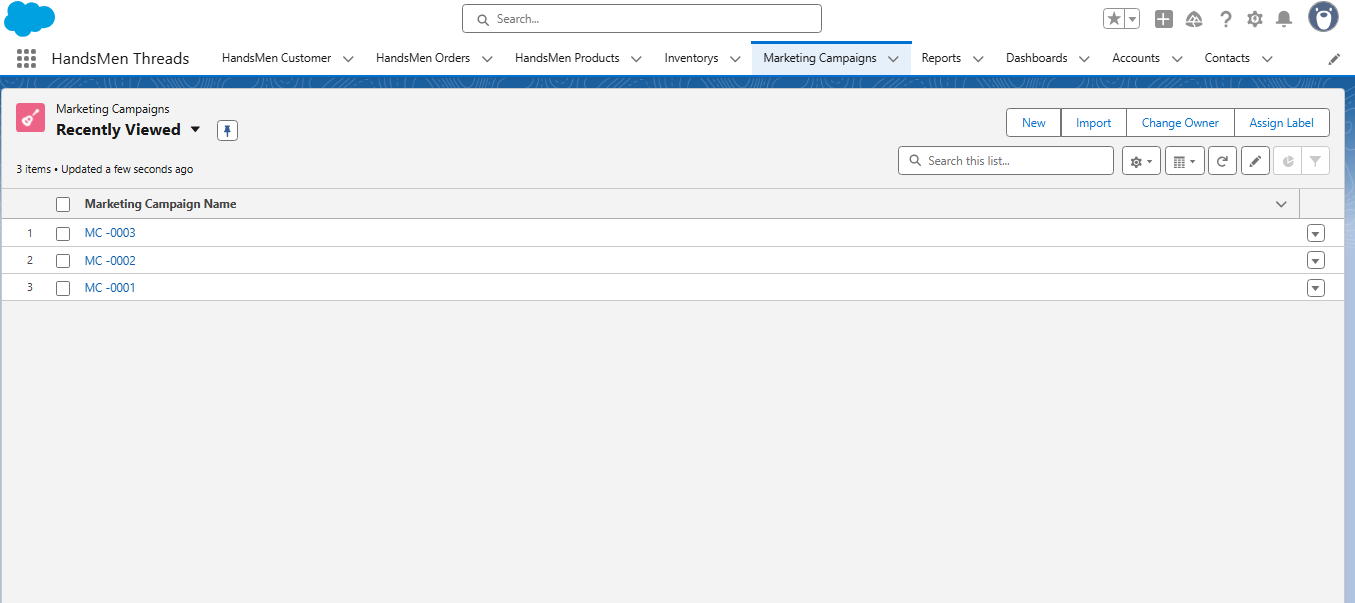 Search...
HandsMen Threads HandsMen Customer HandsMen Orders HandsMen Products Inventorys Marketing Campaigns Reports Dashboards Accounts Contacts
Marketing Campaigns
Recently Viewed
New Import Change Owner Assign Label
3 items • Updated a few seconds ago
Search this list...
Marketing Campaign Name
1 MC -0003
2 MC -0002
3 MC -0001